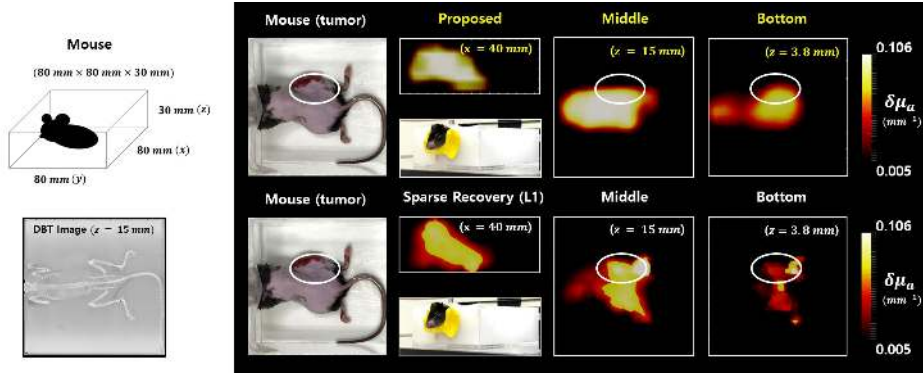 Mouse
(80 mm × 80 mm × 30 mm)
30 mm (z)
80 mm (x)
80 mm (y)
DBT Image (z = 15 mm)
Mouse (tumor)
Proposed
Middle
Bottom
(x = 40 mm)
(z = 15 mm)
(z = 3.8 mm)
0.106
δμa
(mm⁻¹)
0.005
Mouse (tumor)
Sparse Recovery (L1)
Middle
Bottom
(x = 40 mm)
(z = 15 mm)
(z = 3.8 mm)
0.106
δμa
(mm⁻¹)
0.005